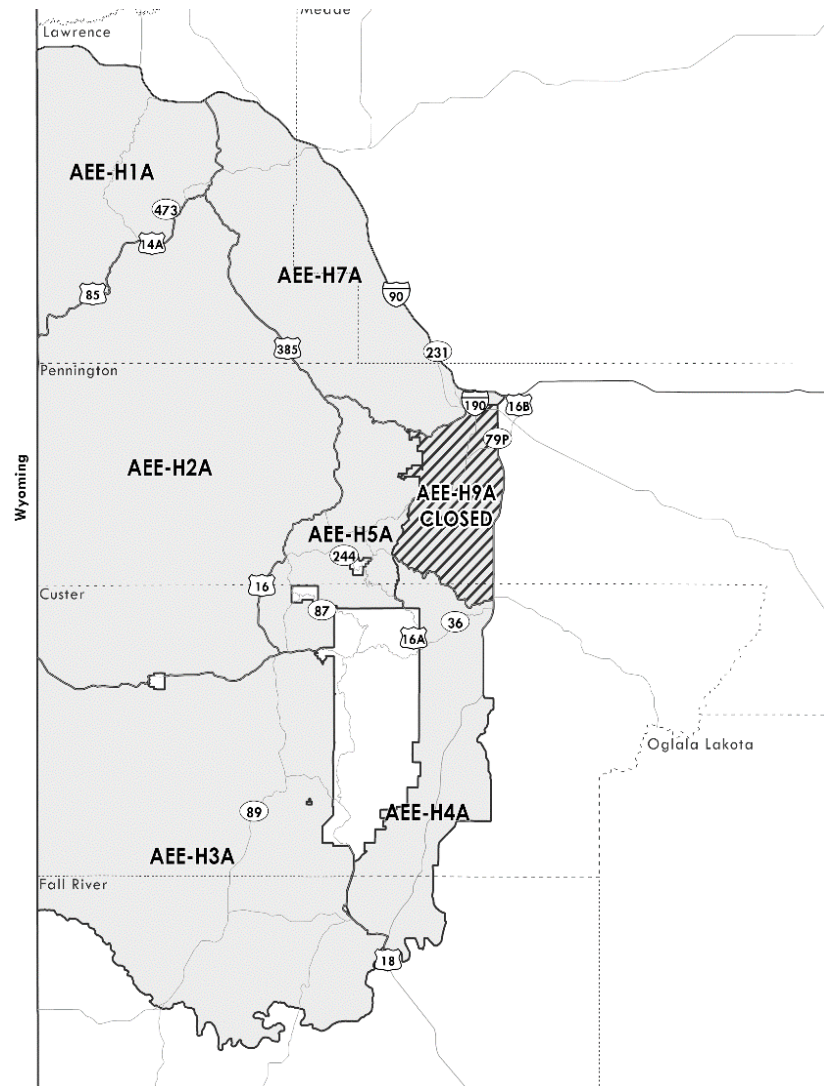 Meade
Lawrence
AEE-H1A
473
14A
85
AEE-H7A
90
385
231
Pennington
190
16B
79P
AEE-H2A
AEE-H9A
CLOSED
Wyoming
AEE-H5A
244
16
Custer
87
36
16A
Oglala Lakota
89
AEE-H4A
AEE-H3A
Fall River
18